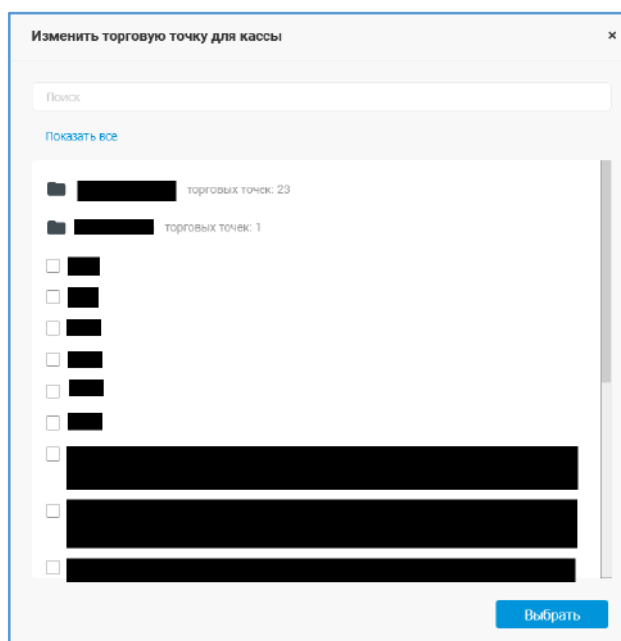 Изменить торговую точку для кассы ×
Поиск
Показать все
торговых точек: 23
торговых точек: 1
Выбрать